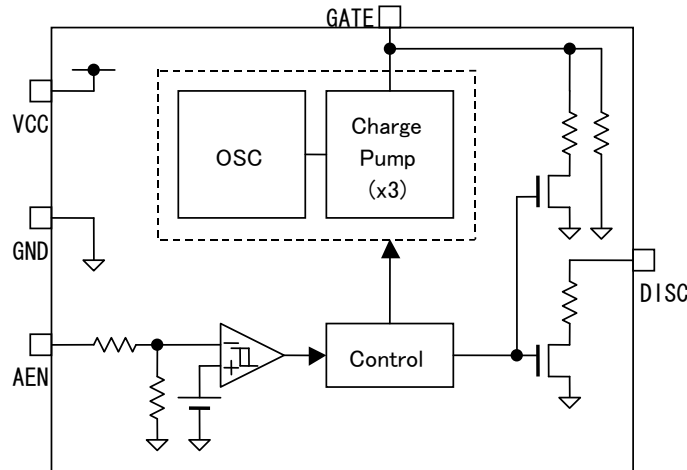 GATE
VCC
OSC
Charge
Pump
(x3)
GND
DISC
AEN
−
+
Control